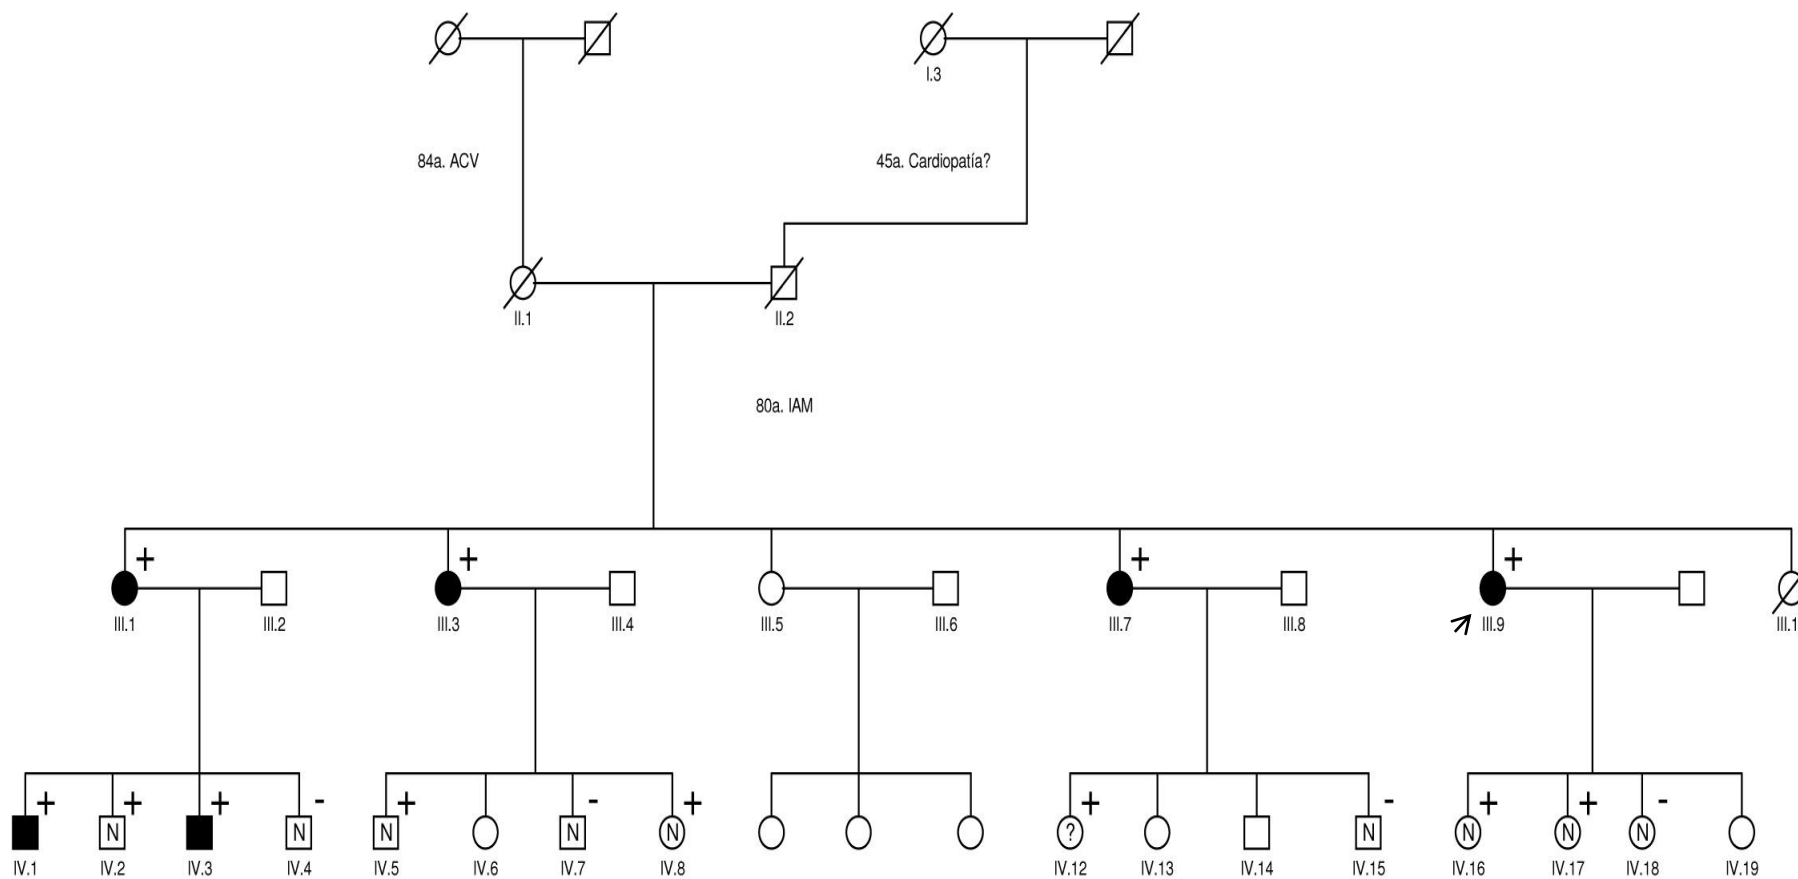 I.3
84a. ACV
45a. Cardiopatía?
II.1
II.2
80a. IAM
+ + + +
III.1 III.2 III.3 III.4 III.5 III.6 III.7 III.8 III.9 III.1
+ + + - + - + + - + + -
N N N N N ? N N N N
IV.1 IV.2 IV.3 IV.4 IV.5 IV.6 IV.7 IV.8 IV.12 IV.13 IV.14 IV.15 IV.16 IV.17 IV.18 IV.19